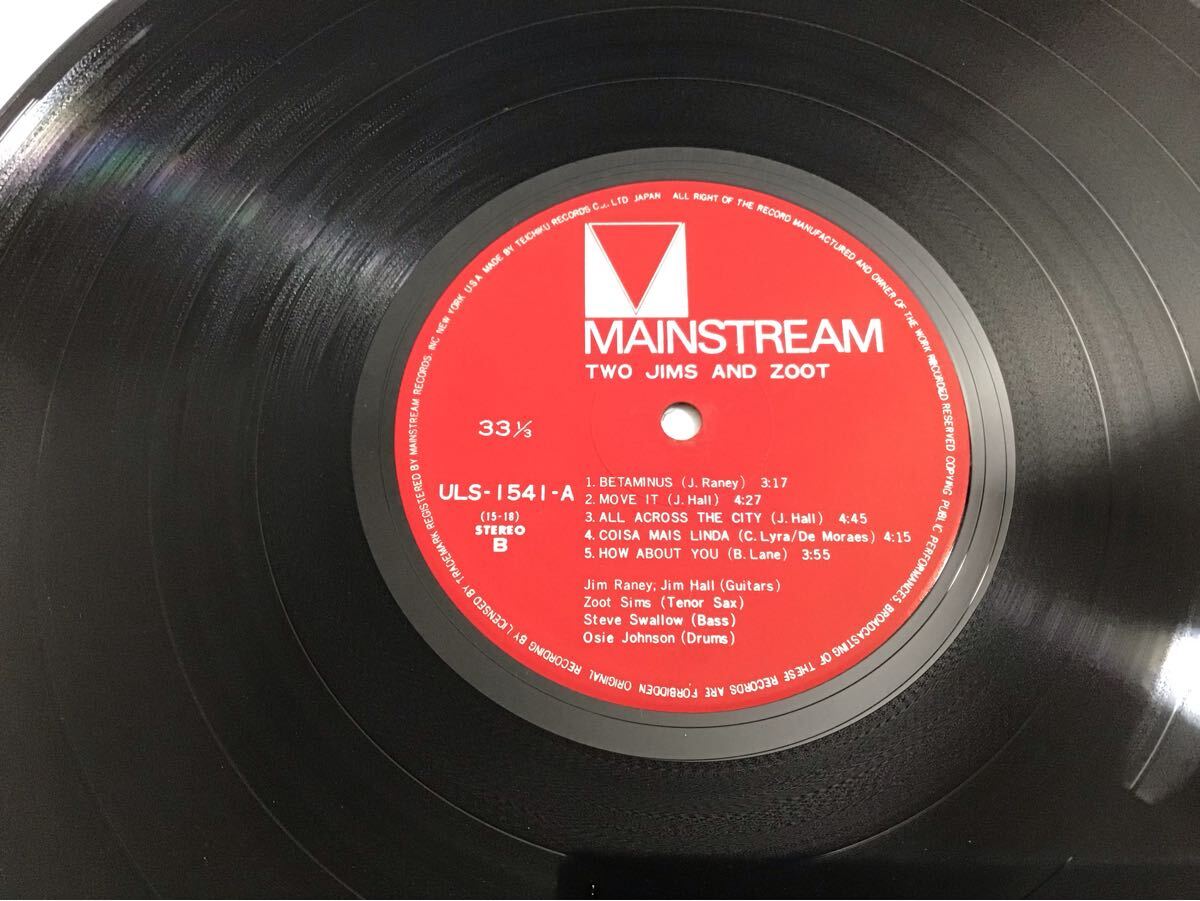 MAINSTREAM
TWO JIMS AND ZOOT
33 1/3
ULS-1541-A
(15-18)
STEREO
B
1. BETAMINUS (J. Raney) 3:17
2. MOVE IT (J. Hall) 4:27
3. ALL ACROSS THE CITY (J. Hall) 4:45
4. COISA MAIS LINDA (C. Lyra/De Moraes) 4:15
5. HOW ABOUT YOU (B. Lane) 3:55
Jim Raney, Jim Hall (Guitars)
Zoot Sims (Tenor Sax)
Steve Swallow (Bass)
Osie Johnson (Drums)
ORIGINAL RECORDING BY LICENSED BY TRADEMARK REGISTERED BY MAINSTREAM RECORDS, INC NEW YORK U.S.A MADE BY TEICHIKU RECORDS LTD JAPAN ALL RIGHT OF THE RECORD MANUFACTURED AND OWNER OF THE WORK RECORDED RESERVED COPYING PUBLIC PERFORMANCES, BROADCASTING OF THESE RECORDS ARE FORBIDDEN